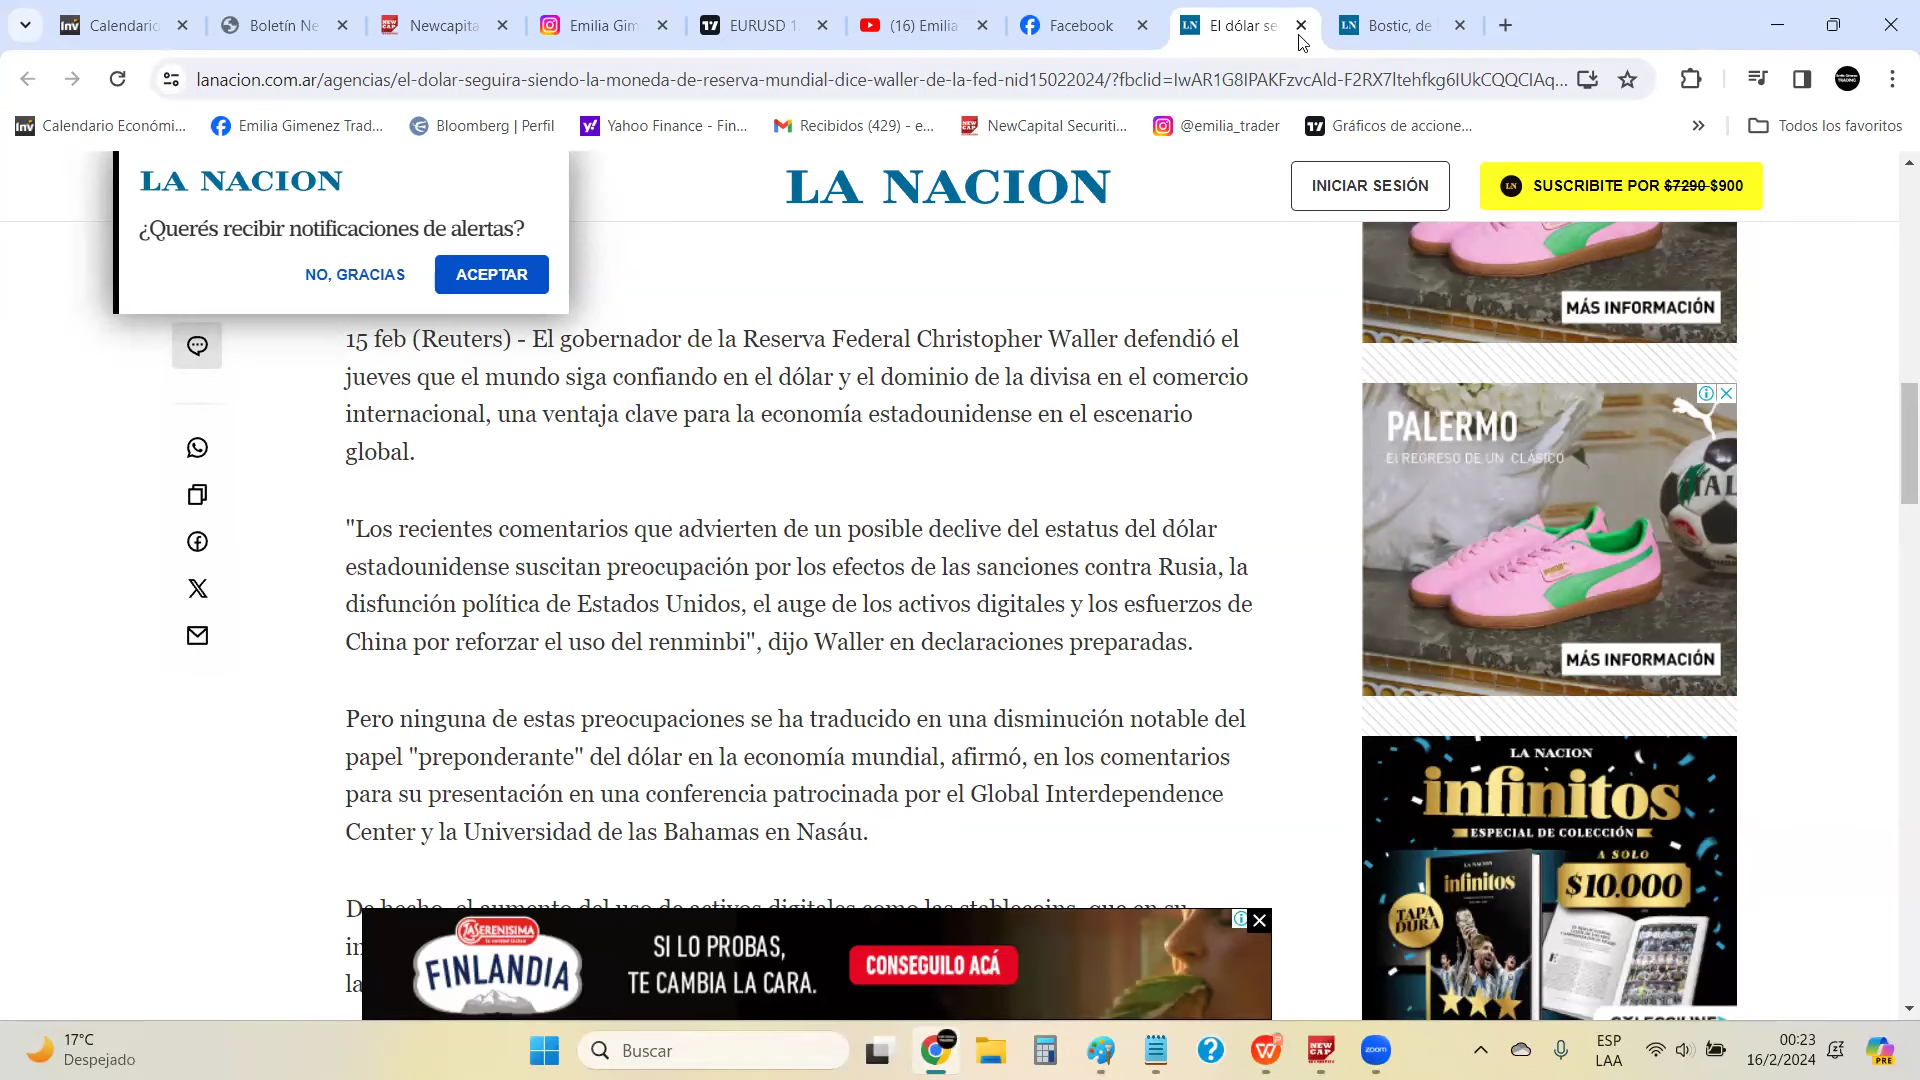 Calendario
Boletín Ne
Newcapita
Emilia Gim
EURUSD 1.
(16) Emilia
Facebook
El dólar se
Bostic, de
lanacion.com.ar/agencias/el-dolar-seguira-siendo-la-moneda-de-reserva-mundial-dice-waller-de-la-fed-nid15022024/?fbclid=IwAR1G8IPAKFzvcAld-F2RX7ltehfkg6IUkCQQCIAq...
Calendario Económi...
Emilia Gimenez Trad...
Bloomberg | Perfil
Yahoo Finance - Fin...
Recibidos (429) - e...
NewCapital Securiti...
@emilia_trader
Gráficos de accione...
Todos los favoritos
LA NACION
¿Querés recibir notificaciones de alertas?
NO, GRACIAS
ACEPTAR
LA NACION
INICIAR SESIÓN
LN SUSCRIBITE POR $7290 $900
15 feb (Reuters) - El gobernador de la Reserva Federal Christopher Waller defendió el
jueves que el mundo siga confiando en el dólar y el dominio de la divisa en el comercio
internacional, una ventaja clave para la economía estadounidense en el escenario
global.
"Los recientes comentarios que advierten de un posible declive del estatus del dólar
estadounidense suscitan preocupación por los efectos de las sanciones contra Rusia, la
disfunción política de Estados Unidos, el auge de los activos digitales y los esfuerzos de
China por reforzar el uso del renminbi", dijo Waller en declaraciones preparadas.
Pero ninguna de estas preocupaciones se ha traducido en una disminución notable del
papel "preponderante" del dólar en la economía mundial, afirmó, en los comentarios
para su presentación en una conferencia patrocinada por el Global Interdependence
Center y la Universidad de las Bahamas en Nasáu.
De hecho, el aumento del uso de activos digitales como las stablecoins, que en su
in
la
MÁS INFORMACIÓN
PALERMO
El REGRESO DE UN CLÁSICO
MÁS INFORMACIÓN
LA NACION
infinitos
ESPECIAL DE COLECCIÓN
A SOLO
$10.000
LA NACION
infinitos
TAPA
DURA
LASERENISIMA
FINLANDIA
SI LO PROBAS,
TE CAMBIA LA CARA.
CONSEGUILO ACÁ
17°C
Despejado
Buscar
NEW
CAP
zoom
ESP
LAA
00:23
16/2/2024
PRE